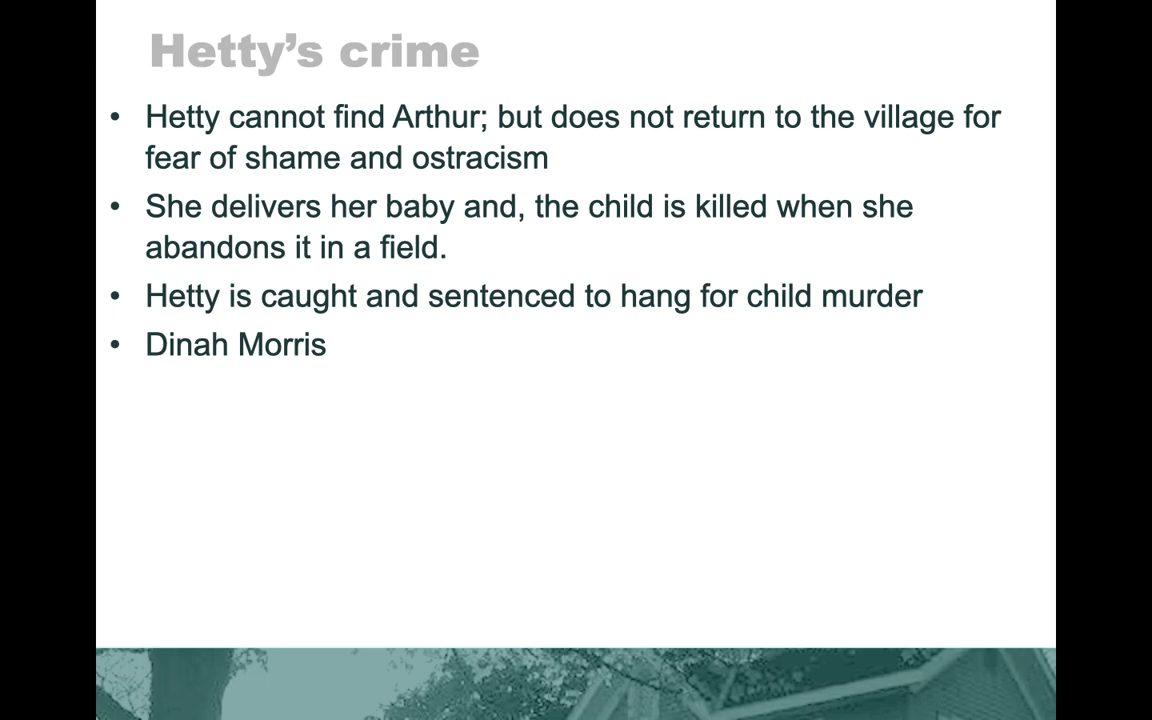 Hetty’s crime
• Hetty cannot find Arthur; but does not return to the village for
fear of shame and ostracism
• She delivers her baby and, the child is killed when she
abandons it in a field.
• Hetty is caught and sentenced to hang for child murder
• Dinah Morris